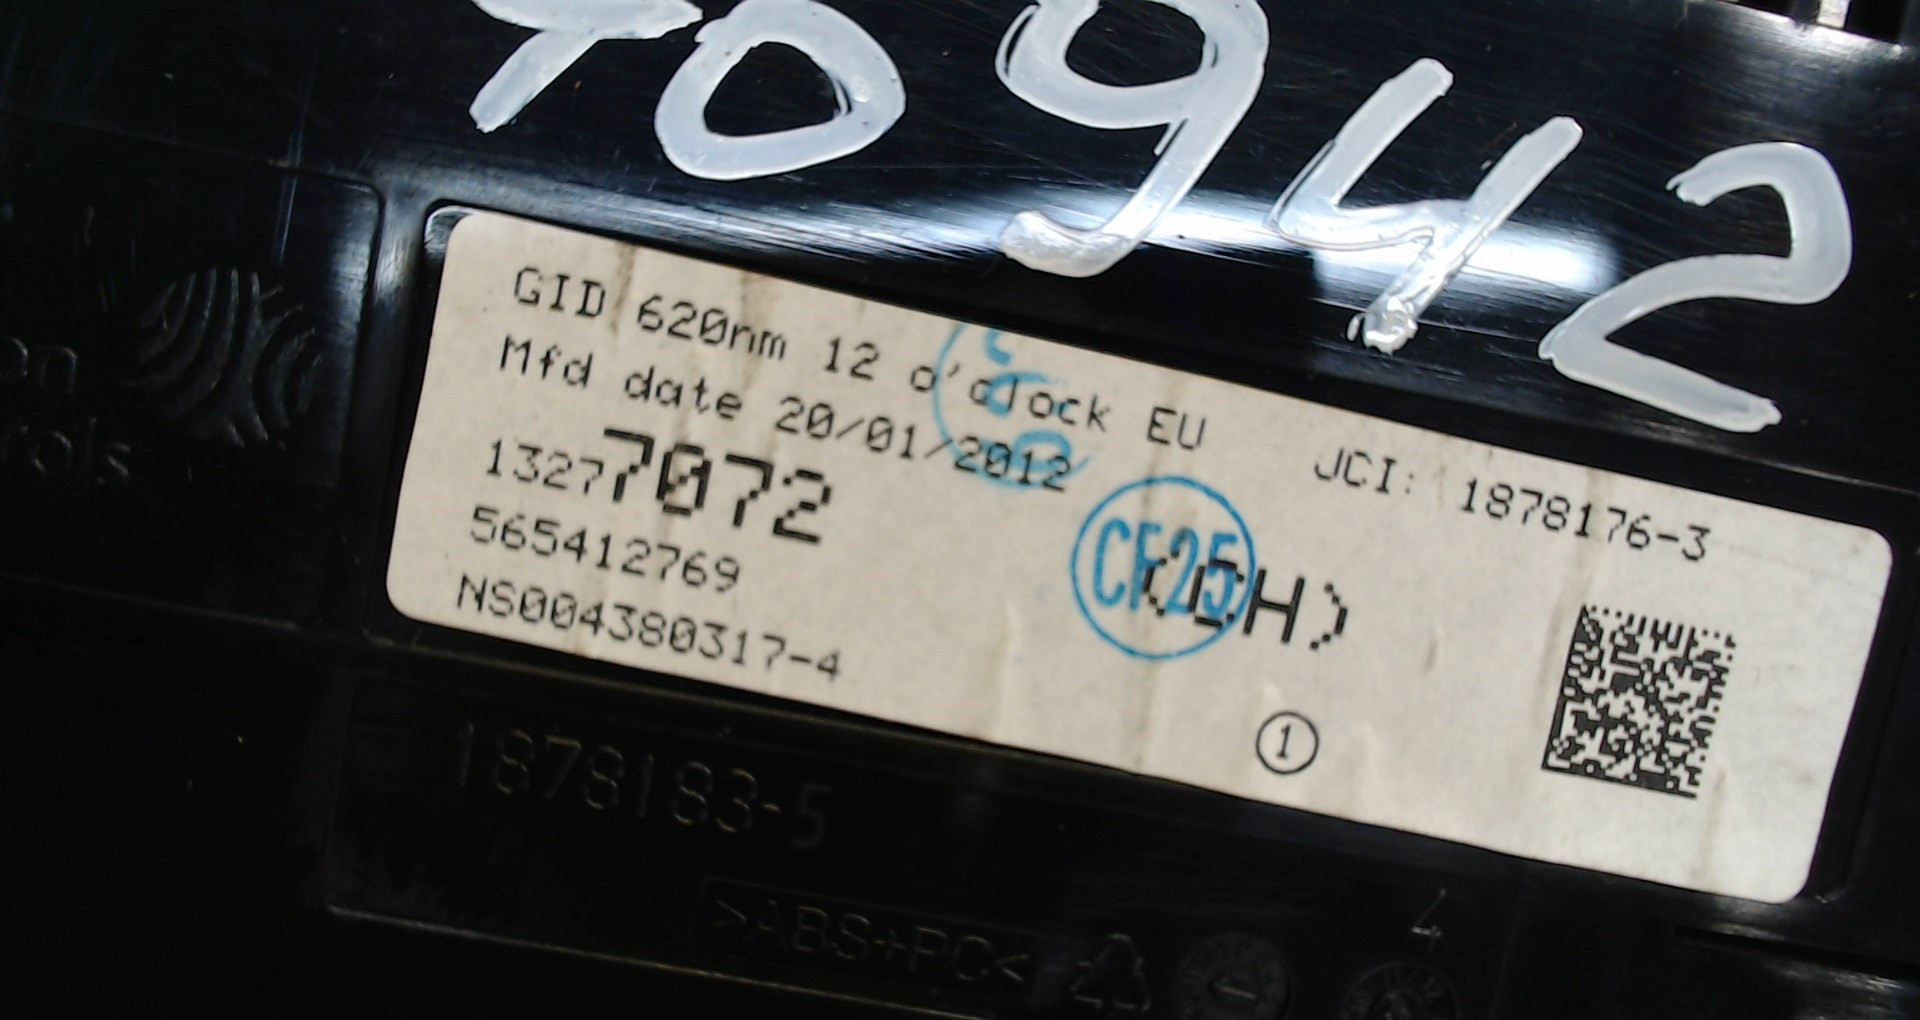 70942
GID 620nm 12 o'clock EU
Mfd date 20/01/2012
JCI: 1878176-3
13277072
565412769
CF25
NS004380317-4
1
1878183-5
>ABS+PC<
4